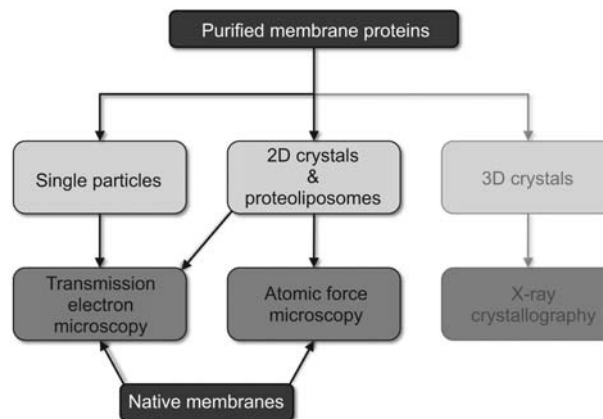 Purified membrane proteins
Single particles
2D crystals
&
proteoliposomes
3D crystals
Transmission
electron
microscopy
Atomic force
microscopy
X-ray
crystallography
Native membranes